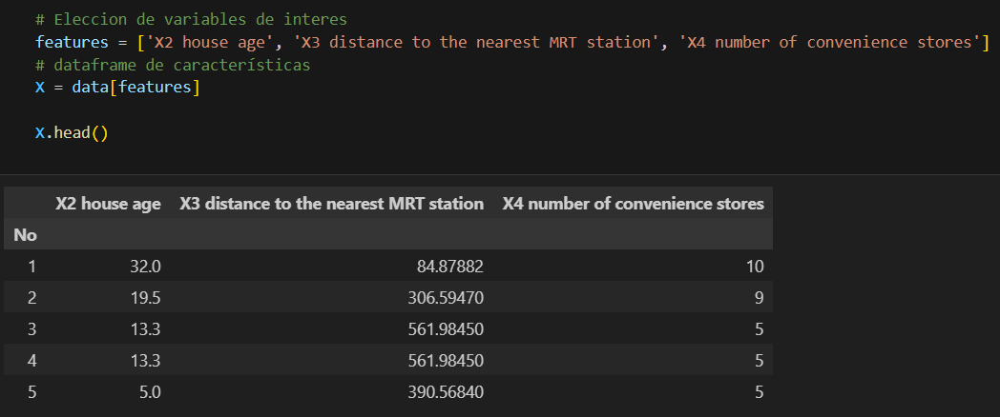 # Eleccion de variables de interes
features = ['X2 house age', 'X3 distance to the nearest MRT station', 'X4 number of convenience stores']
# dataframe de características
X = data[features]
X.head()
X2 house age X3 distance to the nearest MRT station X4 number of convenience stores
No
1 32.0 84.87882 10
2 19.5 306.59470 9
3 13.3 561.98450 5
4 13.3 561.98450 5
5 5.0 390.56840 5